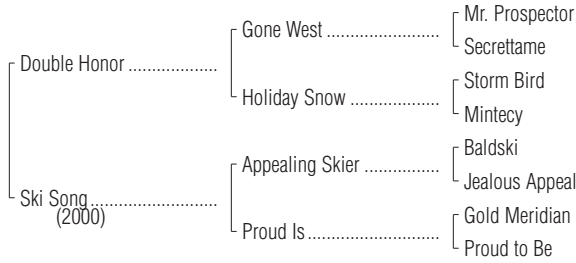 Mr. Prospector
Gone West ..........................
Secrettame
Double Honor ....................
Storm Bird
Holiday Snow .....................
Mintecy
Baldski
Appealing Skier .................
Jealous Appeal
Ski Song............................
(2000)
Gold Meridian
Proud Is..............................
Proud to Be